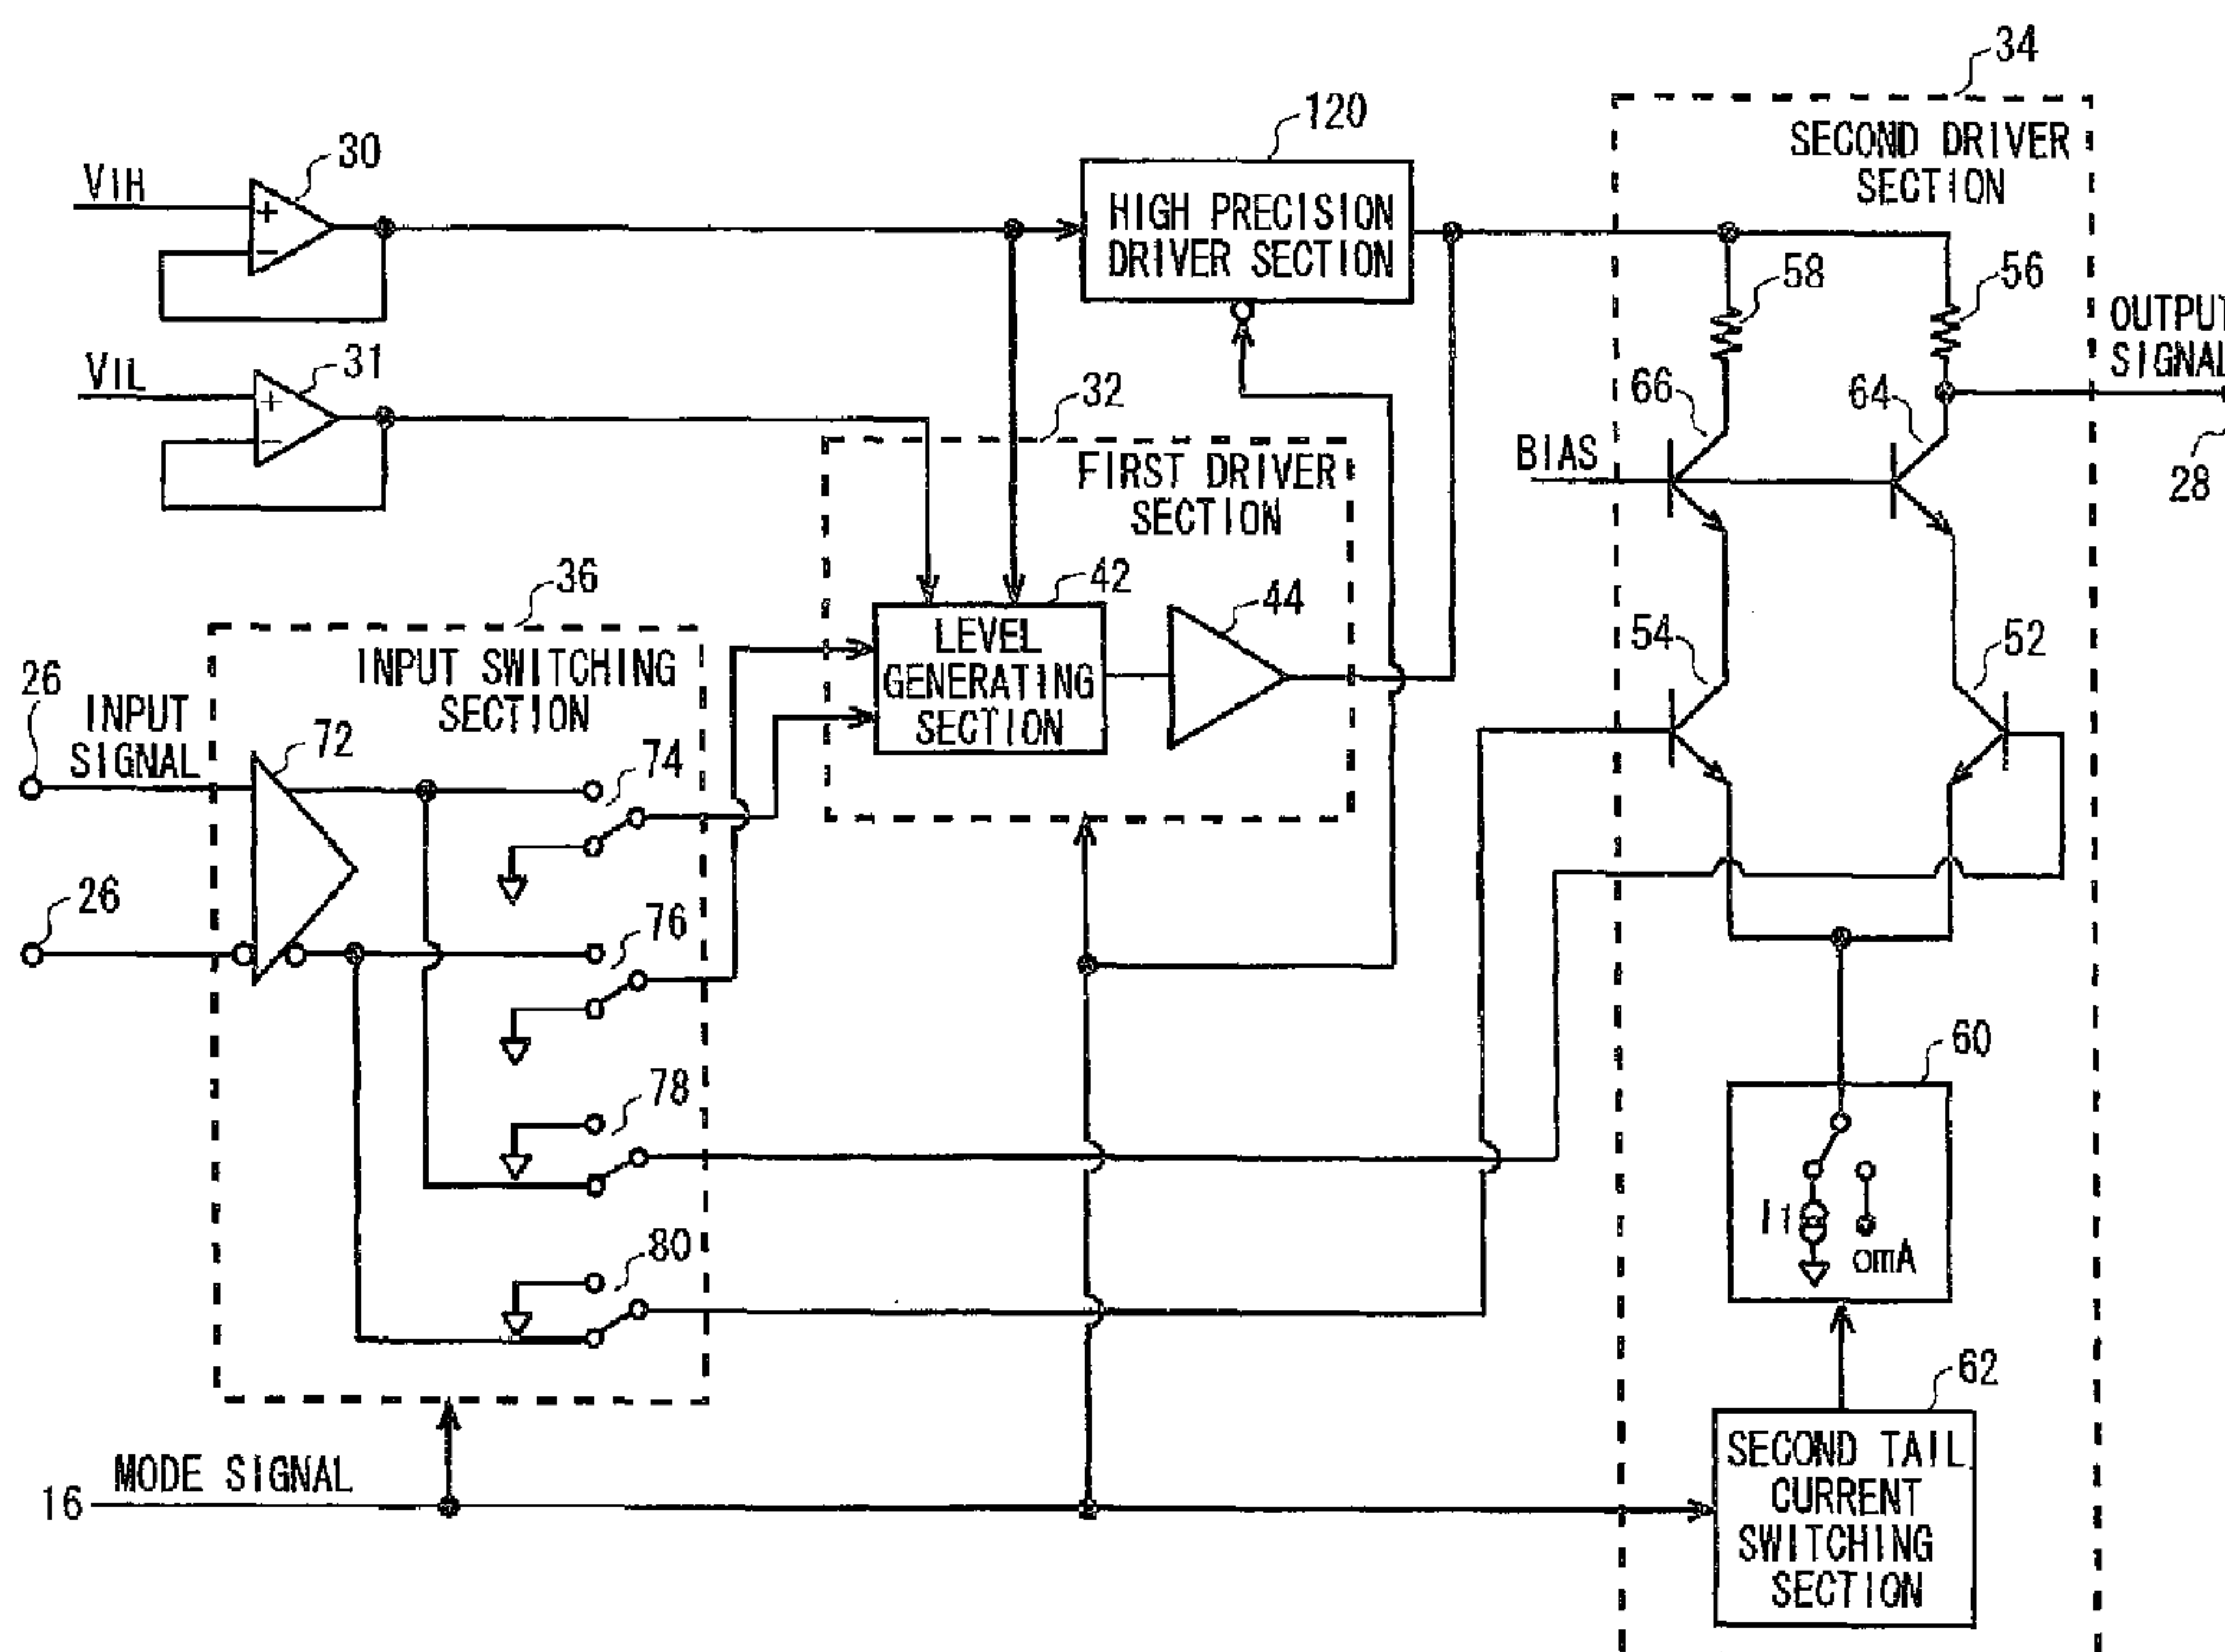 34
SECOND DRIVER
SECTION
120
HIGH PRECISION
DRIVER SECTION
VIH
30
+
-
VIL
31
+
-
58
56
OUTPUT
SIGNAL
28
66
64
BIAS
32
FIRST DRIVER
SECTION
42
LEVEL
GENERATING
SECTION
44
54
52
36
INPUT SWITCHING
SECTION
26
INPUT
SIGNAL
72
74
26
76
78
80
60
I1
0mA
62
SECOND TAIL
CURRENT
SWITCHING
SECTION
16
MODE SIGNAL